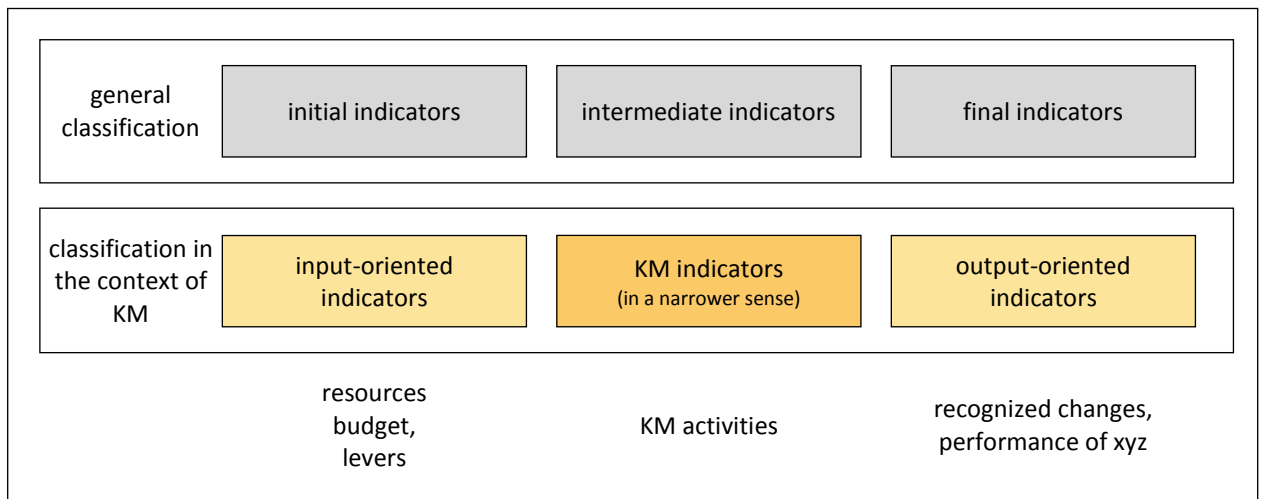 general
classification
initial indicators
intermediate indicators
final indicators
classification in
the context of
KM
input-oriented
indicators
KM indicators
(in a narrower sense)
output-oriented
indicators
resources
budget,
levers
KM activities
recognized changes,
performance of xyz